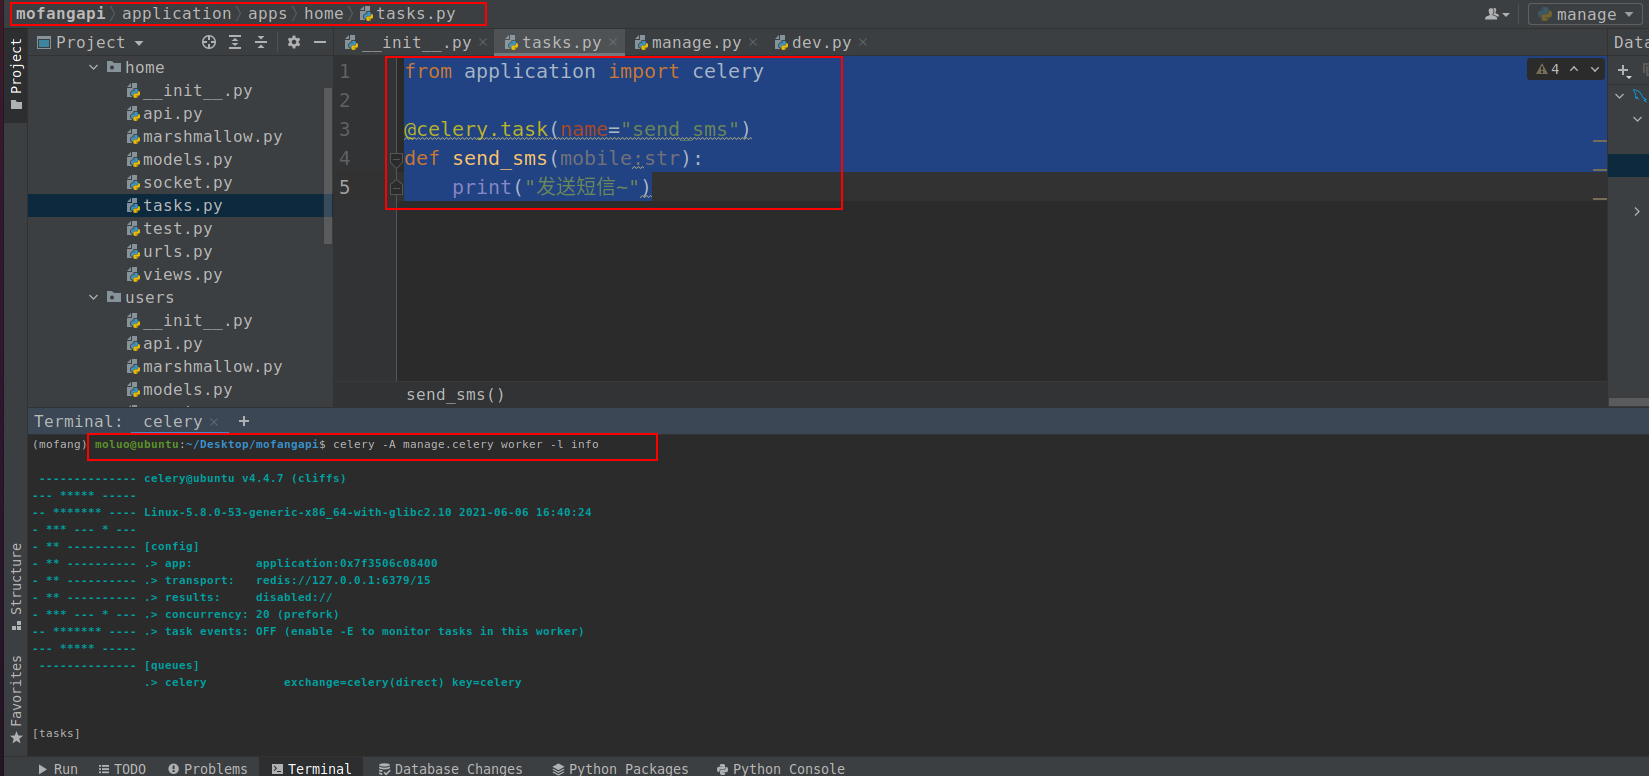 mofangapi application apps home tasks.py
manage
Project
__init__.py
tasks.py
manage.py
dev.py
Data
Project
home
__init__.py
api.py
marshmallow.py
models.py
socket.py
tasks.py
test.py
urls.py
views.py
users
__init__.py
api.py
marshmallow.py
models.py
1 from application import celery
2
3 @celery.task(name="send_sms")
4 def send_sms(mobile:str):
5 print("发送短信~")
4
send_sms()
Terminal: celery
(mofang) moluo@ubuntu:~/Desktop/mofangapi$ celery -A manage.celery worker -l info
-------------- celery@ubuntu v4.4.7 (cliffs)
--- ***** -----
-- ******* ---- Linux-5.8.0-53-generic-x86_64-with-glibc2.10 2021-06-06 16:40:24
- *** --- * ---
- ** ---------- [config]
- ** ---------- .> app: application:0x7f3506c08400
- ** ---------- .> transport: redis://127.0.0.1:6379/15
- ** ---------- .> results: disabled://
- *** --- * --- .> concurrency: 20 (prefork)
-- ******* ---- .> task events: OFF (enable -E to monitor tasks in this worker)
--- ***** -----
-------------- [queues]
.> celery exchange=celery(direct) key=celery
[tasks]
Structure
Favorites
Run TODO Problems Terminal Database Changes Python Packages Python Console